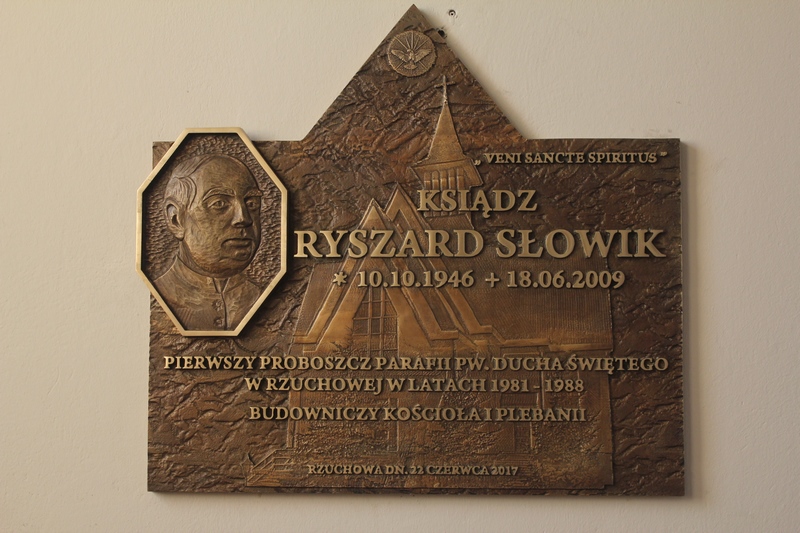 „VENI SANCTE SPIRITUS"
KSIĄDZ
RYSZARD SŁOWIK
* 10.10.1946 + 18.06.2009
PIERWSZY PROBOSZCZ PARAFII PW. DUCHA ŚWIĘTEGO
W RZUCHOWEJ W LATACH 1981 - 1988
BUDOWNICZY KOŚCIOŁA I PLEBANII
RZUCHOWA DN. 22 CZERWCA 2017